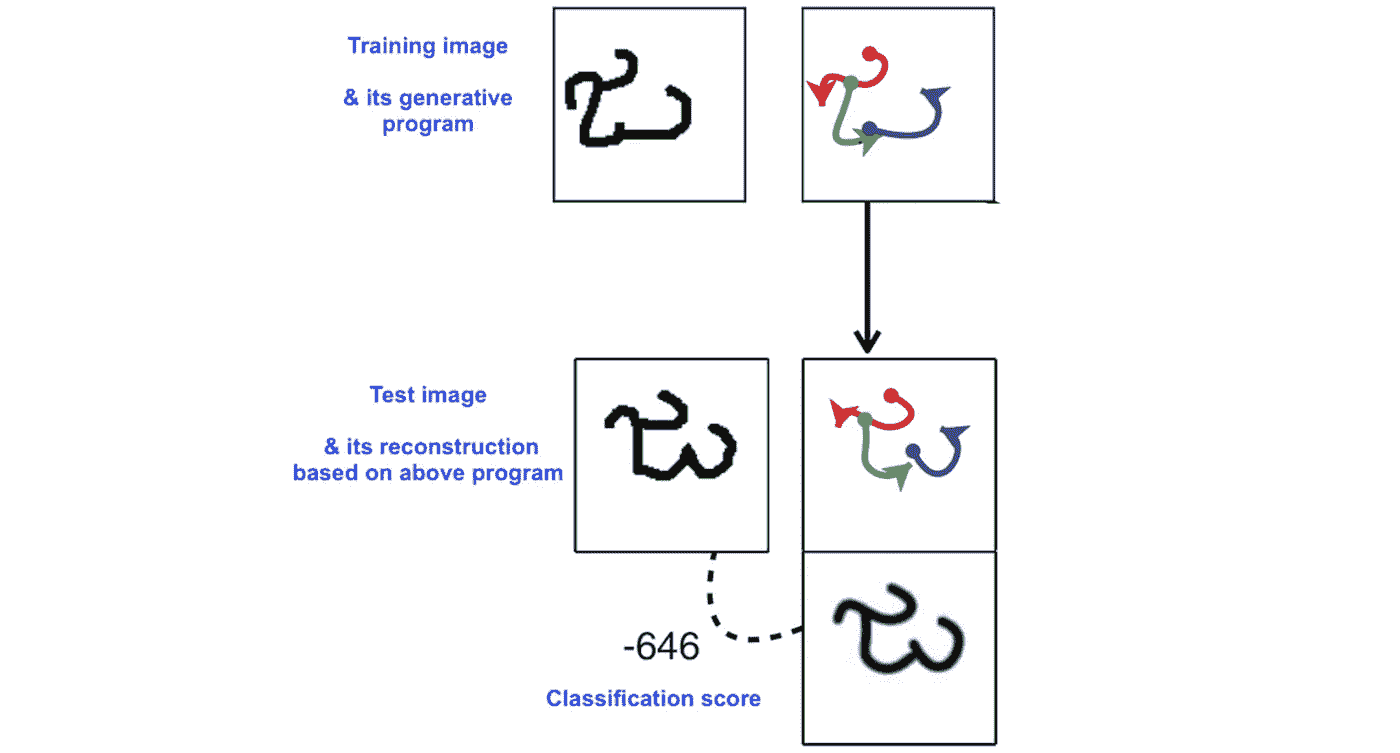 Training image
& its generative
program
Test image
& its reconstruction
based on above program
-646
Classification score